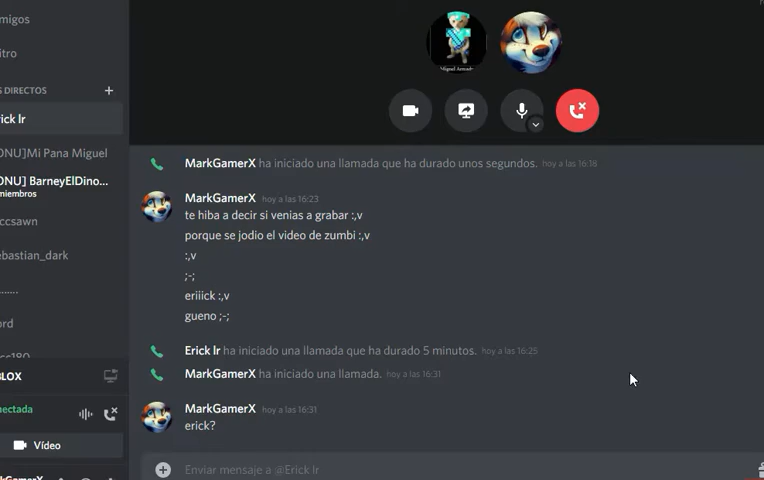 migos
itro
S DIRECTOS
rick lr
ONU]Mi Pana Miguel
ONU] BarneyElDino...
miembros
ccsawn
ebastian_dark
........
ord
LOX
nectada
Vídeo
MarkGamerX ha iniciado una llamada que ha durado unos segundos. hoy a las 16:18
MarkGamerX hoy a las 16:23
te hiba a decir si venias a grabar :,v
porque se jodio el video de zumbi :,v
:,v
;-;
eriiick :,v
gueno ;-;
Erick lr ha iniciado una llamada que ha durado 5 minutos. hoy a las 16:25
MarkGamerX ha iniciado una llamada. hoy a las 16:31
MarkGamerX hoy a las 16:31
erick?
Enviar mensaje a @Erick lr